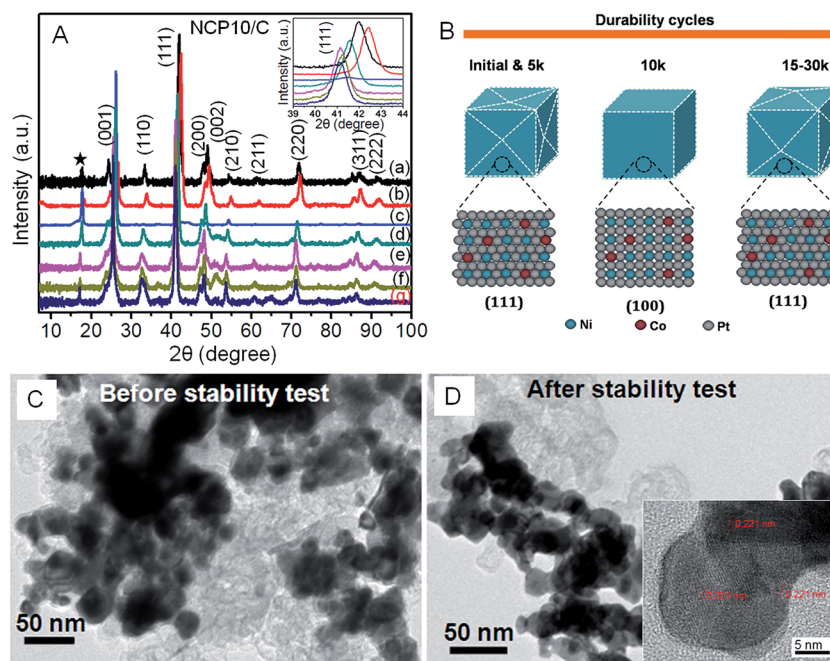 A
NCP10/C
Intensity (a.u.)
2θ (degree)
(001)
(110)
(111)
(200)
(002)
(210)
(211)
(220)
(311)
(222)
★
(a)
(b)
(c)
(d)
(e)
(f)
(g)
10 20 30 40 50 60 70 80 90 100
Intensity (a.u.)
(111)
39 40 41 42 43 44
2θ (degree)
B
Durability cycles
Initial & 5k
10k
15-30k
(111)
(100)
(111)
Ni
Co
Pt
C
Before stability test
50 nm
D
After stability test
50 nm
0.221 nm
0.221 nm
0.221 nm
5 nm